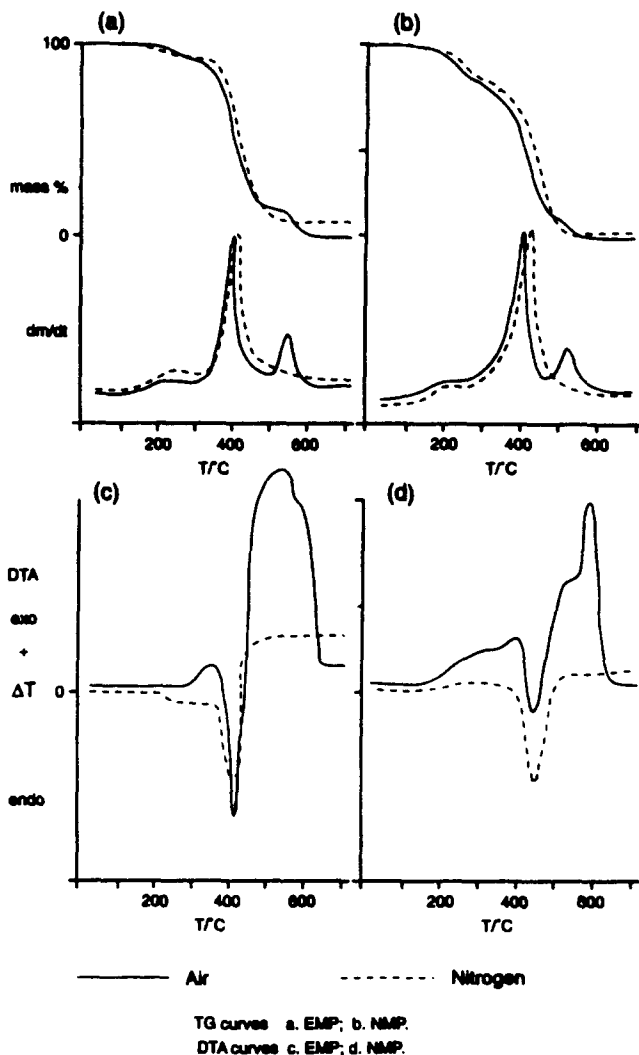 (a)
(b)
100
mass %
0
dm/dt
200 400 600
T/°C
200 400 600
T/°C
(c)
(d)
DTA
exo
+
ΔT
0
endo
200 400 600
T/°C
200 400 600
T/°C
Air Nitrogen
TG curves a. EMP; b. NMP.
DTA curves c. EMP; d. NMP.